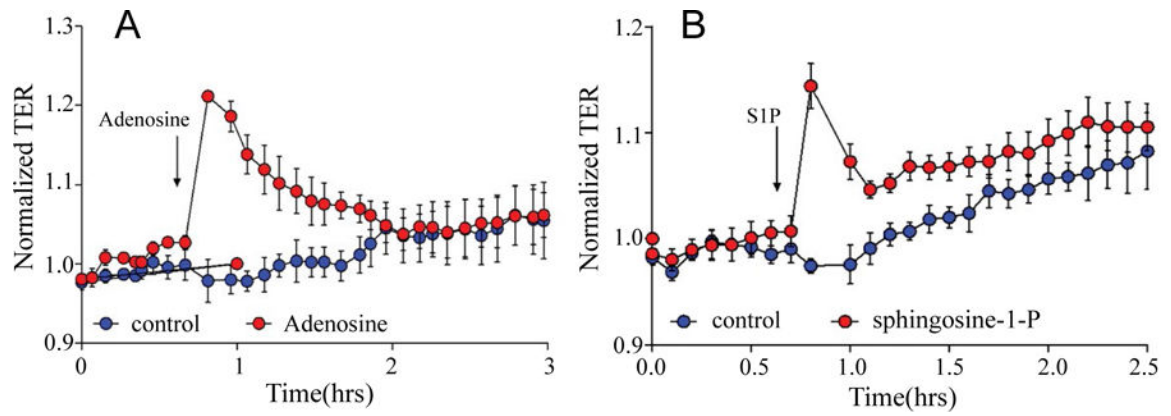 A
Normalized TER
1.3
1.2
1.1
1.0
0.9
Adenosine
control
Adenosine
0
1
2
3
Time(hrs)
B
Normalized TER
1.2
1.1
1.0
0.9
S1P
control
sphingosine-1-P
0.0
0.5
1.0
1.5
2.0
2.5
Time(hrs)